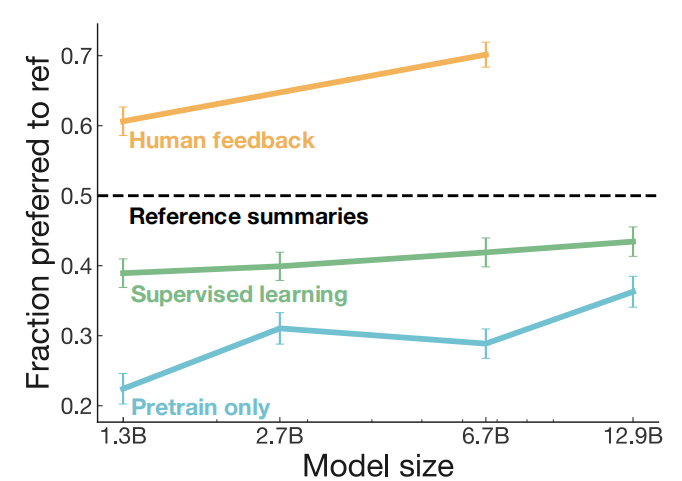 Fraction preferred to ref
0.7
0.6
0.5
0.4
0.3
0.2
Human feedback
Reference summaries
Supervised learning
Pretrain only
1.3B 2.7B 6.7B 12.9B
Model size